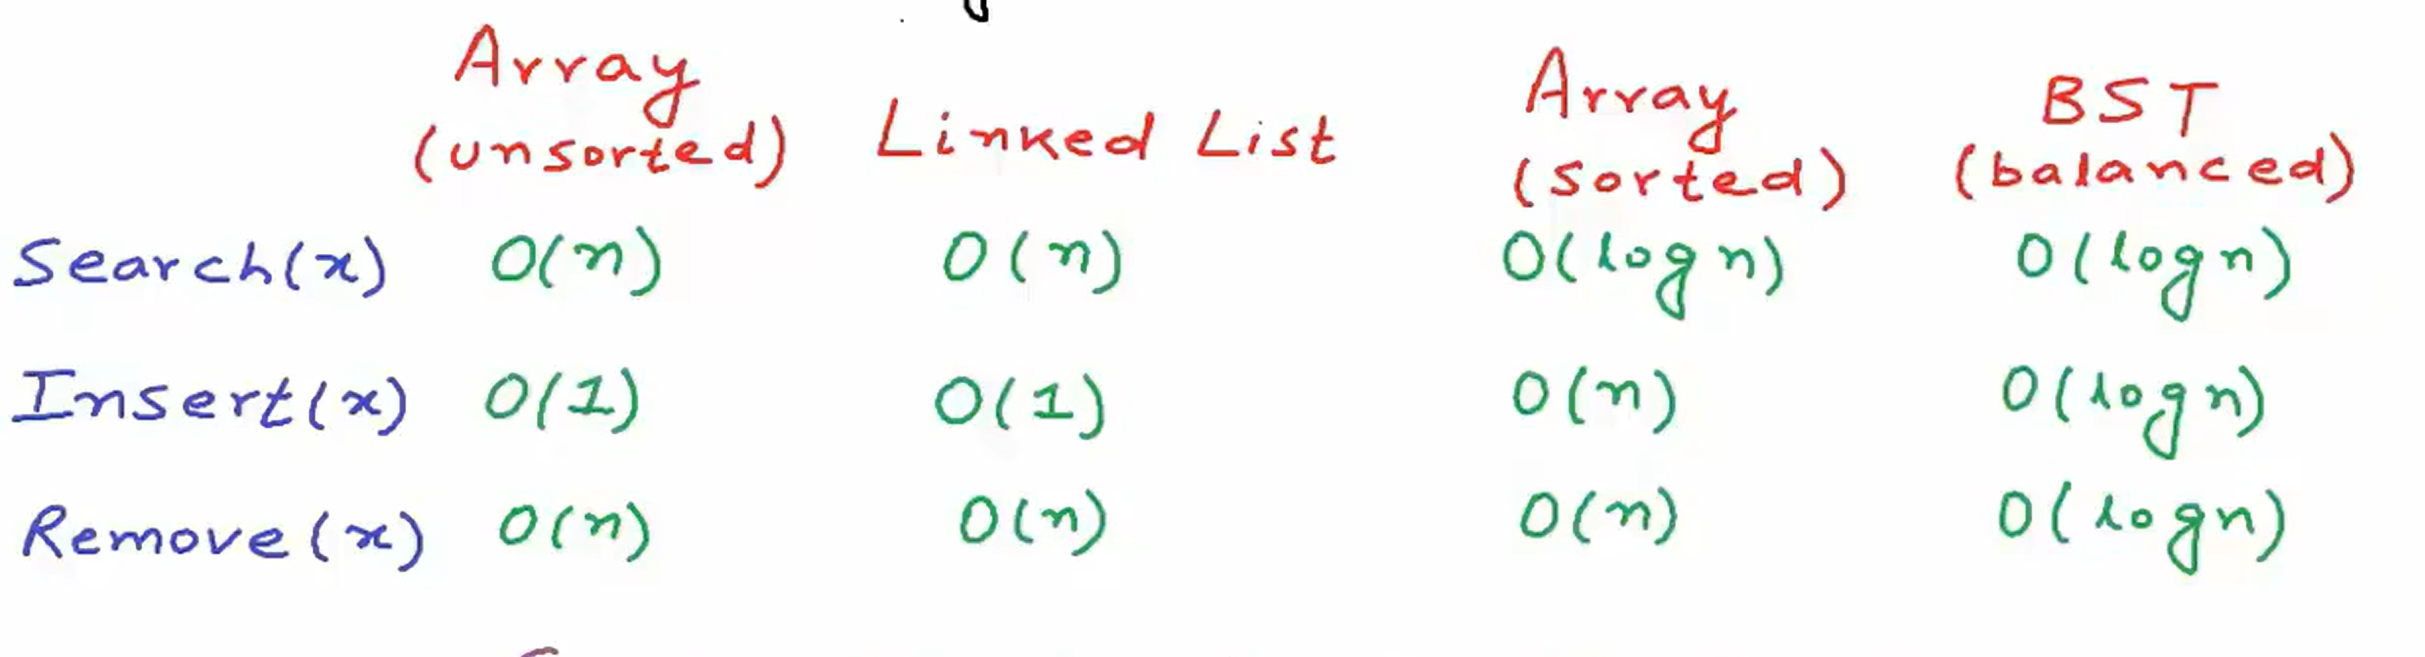 Array Linked List Array BST
(unsorted) (sorted) (balanced)
Search(x) O(n) O(n) O(log n) O(log n)
Insert(x) O(1) O(1) O(n) O(log n)
Remove(x) O(n) O(n) O(n) O(log n)